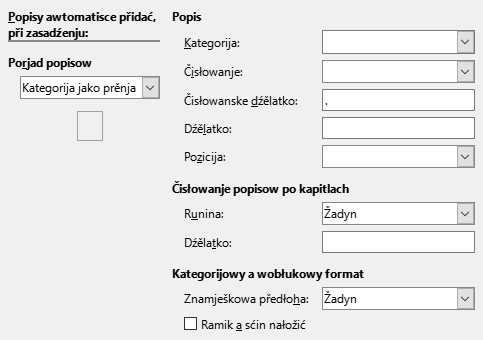 Popisy awtomatisce přidać,
při zasadźenju:
Porjad popisow
Kategorija jako prěnja
Popis
Kategorija:
Čisłowanje:
Čisłowanske dźělatko: .
Dźělatko:
Pozicija:
Čisłowanje popisow po kapitlach
Runina: Žadyn
Dźělatko:
Kategorijowy a wobłukowy format
Znamješkowa předłoha: Žadyn
Ramik a sćin nałožić